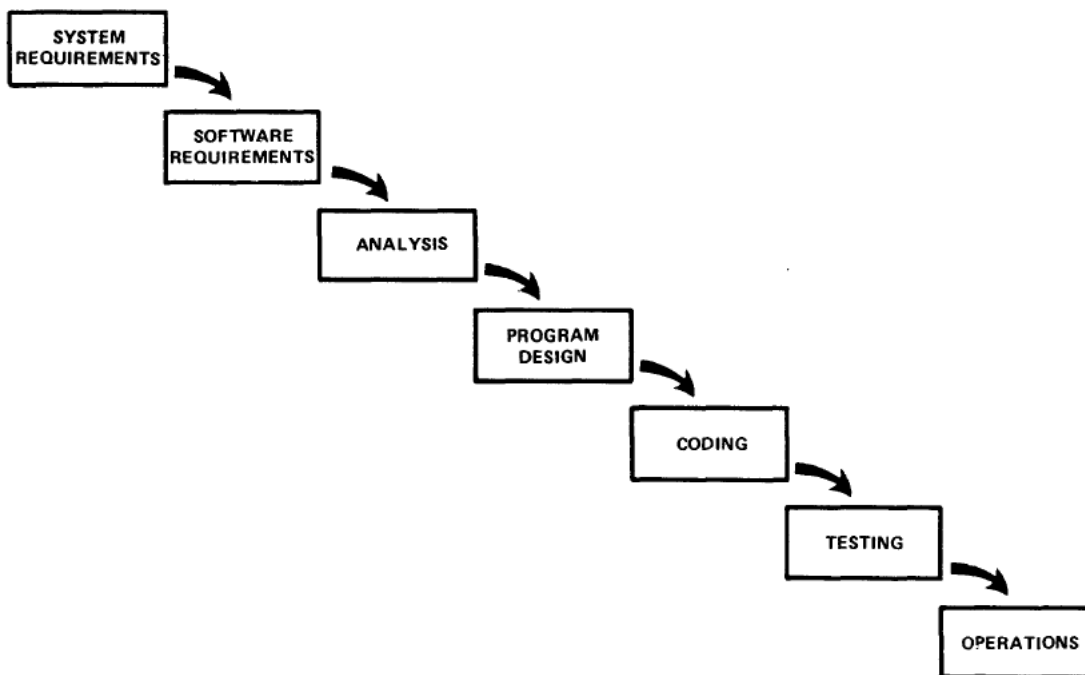 SYSTEM
REQUIREMENTS
SOFTWARE
REQUIREMENTS
ANALYSIS
PROGRAM
DESIGN
CODING
TESTING
OPERATIONS